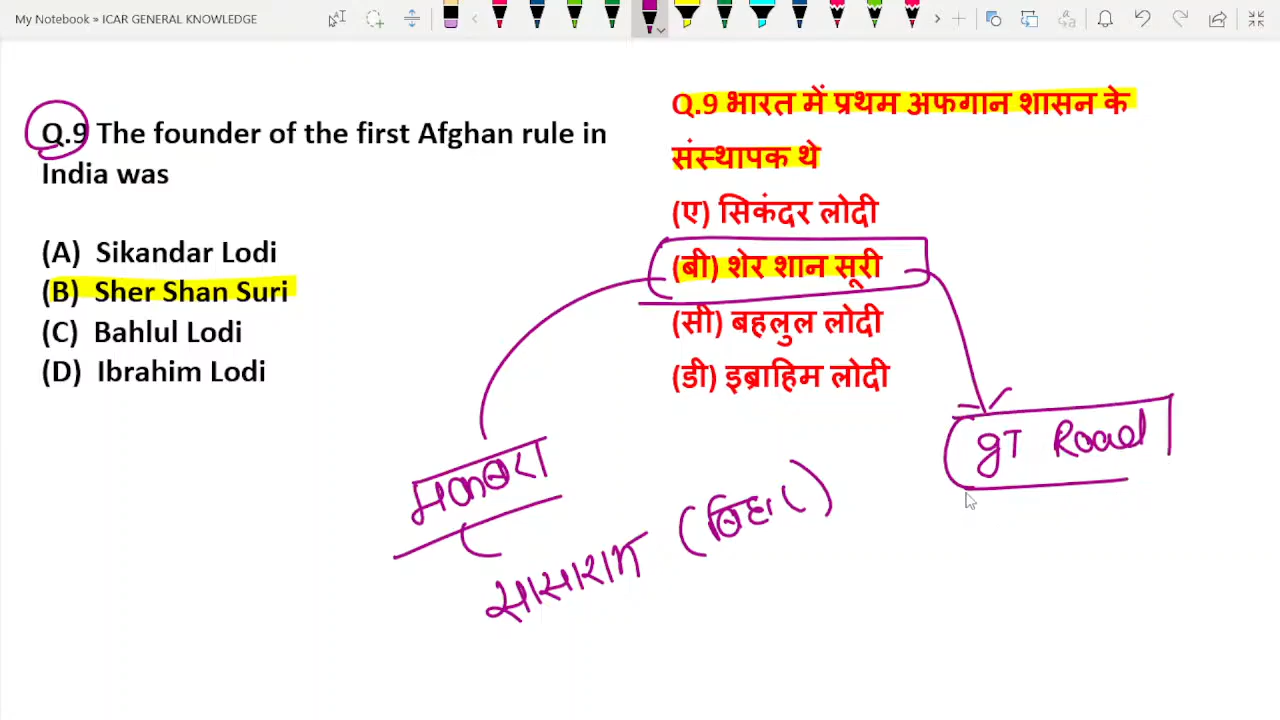 My Notebook » ICAR GENERAL KNOWLEDGE
Q.9 The founder of the first Afghan rule in
India was
(A) Sikandar Lodi
(B) Sher Shan Suri
(C) Bahlul Lodi
(D) Ibrahim Lodi
Q.9 भारत में प्रथम अफगान शासन के
संस्थापक थे
(ए) सिकंदर लोदी
(बी) शेर शान सूरी
(सी) बहलुल लोदी
(डी) इब्राहिम लोदी
मकबरा
सासाराम (बिहार)
GT Road